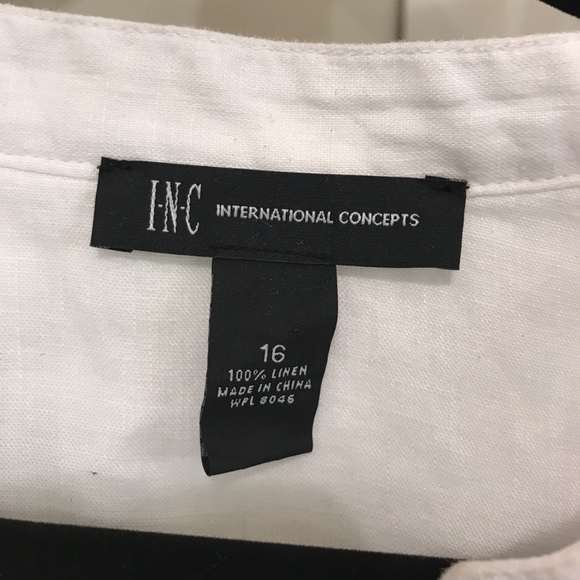 I-N-C INTERNATIONAL CONCEPTS
16
100% LINEN
MADE IN CHINA
WPL 8046